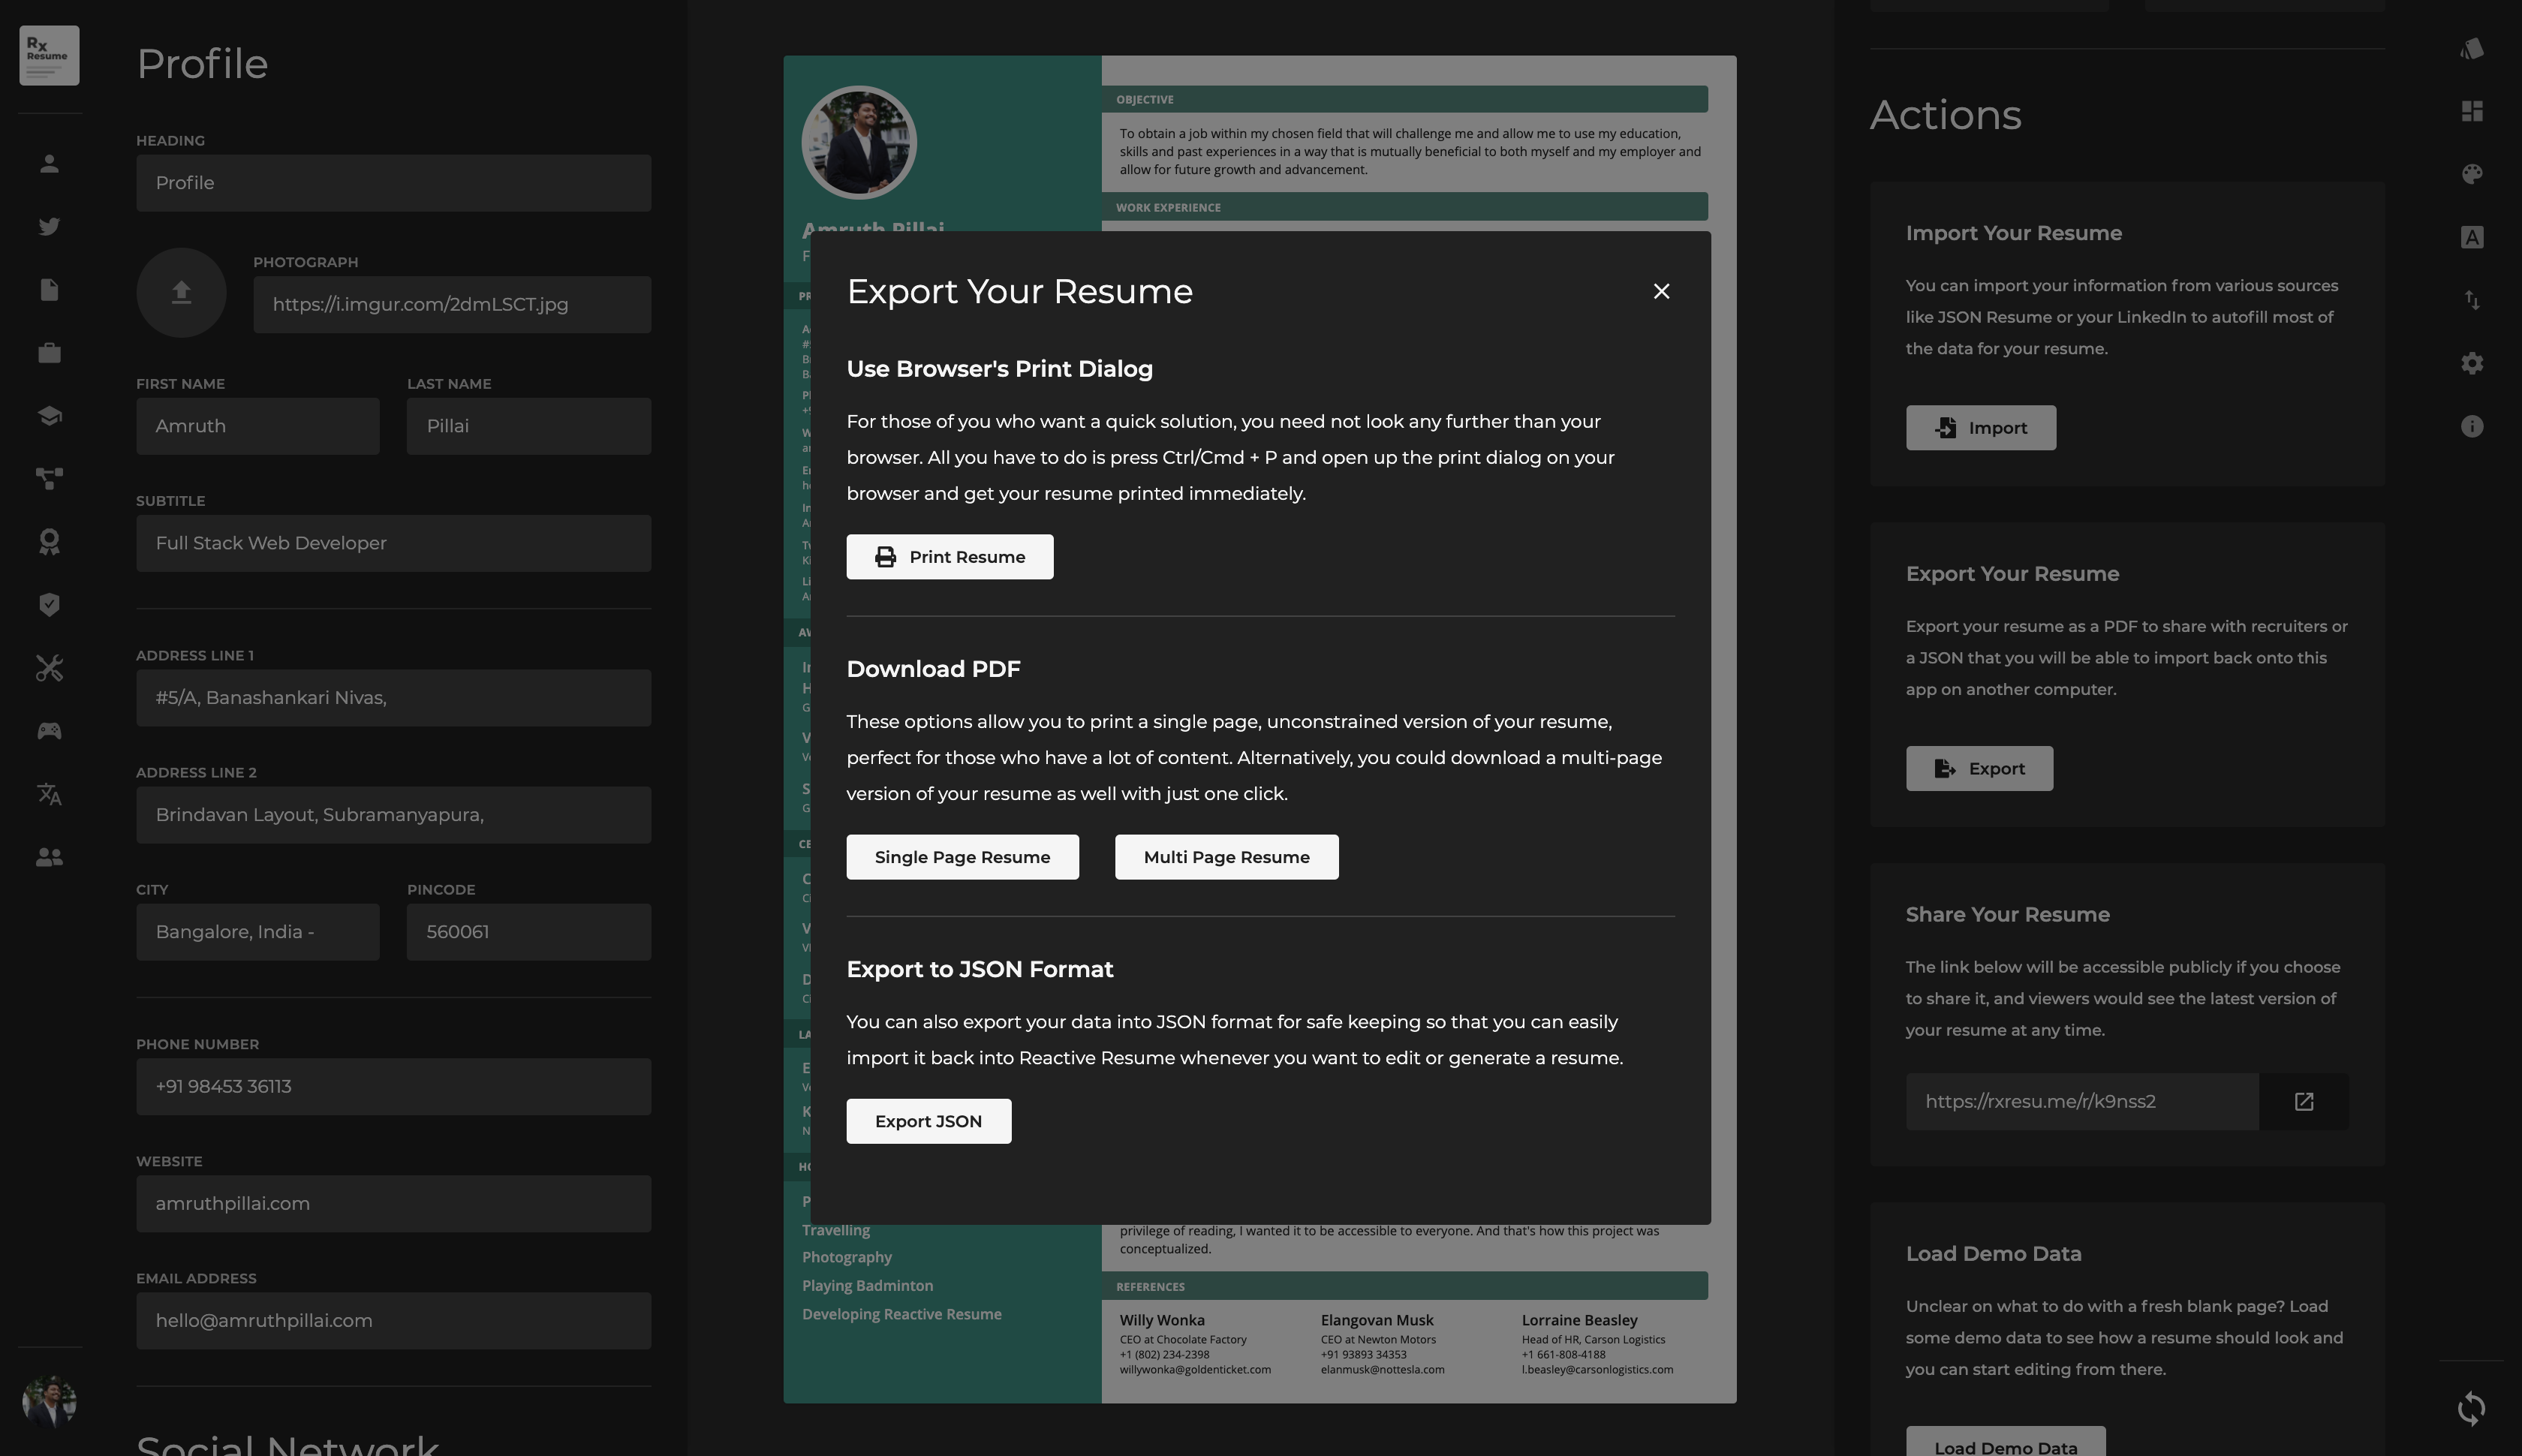 Rx
Resume
Profile
HEADING
Profile
PHOTOGRAPH
https://i.imgur.com/2dmLSCT.jpg
FIRST NAME
LAST NAME
Amruth
Pillai
SUBTITLE
Full Stack Web Developer
ADDRESS LINE 1
#5/A, Banashankari Nivas,
ADDRESS LINE 2
Brindavan Layout, Subramanyapura,
CITY
PINCODE
Bangalore, India -
560061
PHONE NUMBER
+91 98453 36113
WEBSITE
amruthpillai.com
EMAIL ADDRESS
hello@amruthpillai.com
Social Network
Amruth Pillai
OBJECTIVE
To obtain a job within my chosen field that will challenge me and allow me to use my education,
skills and past experiences in a way that is mutually beneficial to both myself and my employer and
allow for future growth and advancement.
WORK EXPERIENCE
Export Your Resume
Use Browser's Print Dialog
For those of you who want a quick solution, you need not look any further than your
browser. All you have to do is press Ctrl/Cmd + P and open up the print dialog on your
browser and get your resume printed immediately.
Print Resume
Download PDF
These options allow you to print a single page, unconstrained version of your resume,
perfect for those who have a lot of content. Alternatively, you could download a multi-page
version of your resume as well with just one click.
Single Page Resume
Multi Page Resume
Export to JSON Format
You can also export your data into JSON format for safe keeping so that you can easily
import it back into Reactive Resume whenever you want to edit or generate a resume.
Export JSON
Travelling
Photography
Playing Badminton
Developing Reactive Resume
privilege of reading, I wanted it to be accessible to everyone. And that's how this project was
conceptualized.
REFERENCES
Willy Wonka
CEO at Chocolate Factory
+1 (802) 234-2398
willywonka@goldenticket.com
Elangovan Musk
CEO at Newton Motors
+91 93893 34353
elanmusk@nottesla.com
Lorraine Beasley
Head of HR, Carson Logistics
+1 661-808-4188
l.beasley@carsonlogistics.com
Actions
Import Your Resume
You can import your information from various sources
like JSON Resume or your LinkedIn to autofill most of
the data for your resume.
Import
Export Your Resume
Export your resume as a PDF to share with recruiters or
a JSON that you will be able to import back onto this
app on another computer.
Export
Share Your Resume
The link below will be accessible publicly if you choose
to share it, and viewers would see the latest version of
your resume at any time.
https://rxresu.me/r/k9nss2
Load Demo Data
Unclear on what to do with a fresh blank page? Load
some demo data to see how a resume should look and
you can start editing from there.
Load Demo Data